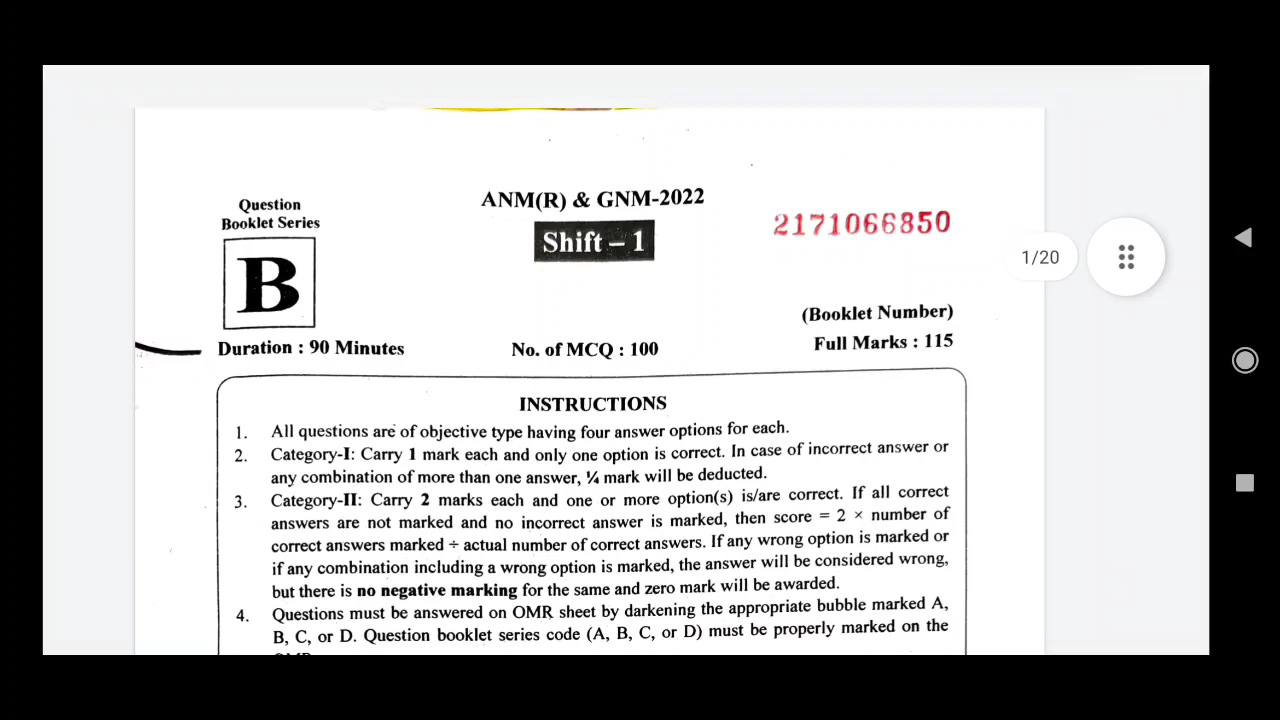 Question
Booklet Series
B
ANM(R) & GNM-2022
Shift – 1
2171066850
1/20
(Booklet Number)
Duration : 90 Minutes
No. of MCQ : 100
Full Marks : 115
INSTRUCTIONS
1. All questions are of objective type having four answer options for each.
2. Category-I: Carry 1 mark each and only one option is correct. In case of incorrect answer or
any combination of more than one answer, ¼ mark will be deducted.
3. Category-II: Carry 2 marks each and one or more option(s) is/are correct. If all correct
answers are not marked and no incorrect answer is marked, then score = 2 × number of
correct answers marked ÷ actual number of correct answers. If any wrong option is marked or
if any combination including a wrong option is marked, the answer will be considered wrong,
but there is no negative marking for the same and zero mark will be awarded.
4. Questions must be answered on OMR sheet by darkening the appropriate bubble marked A,
B, C, or D. Question booklet series code (A, B, C, or D) must be properly marked on the